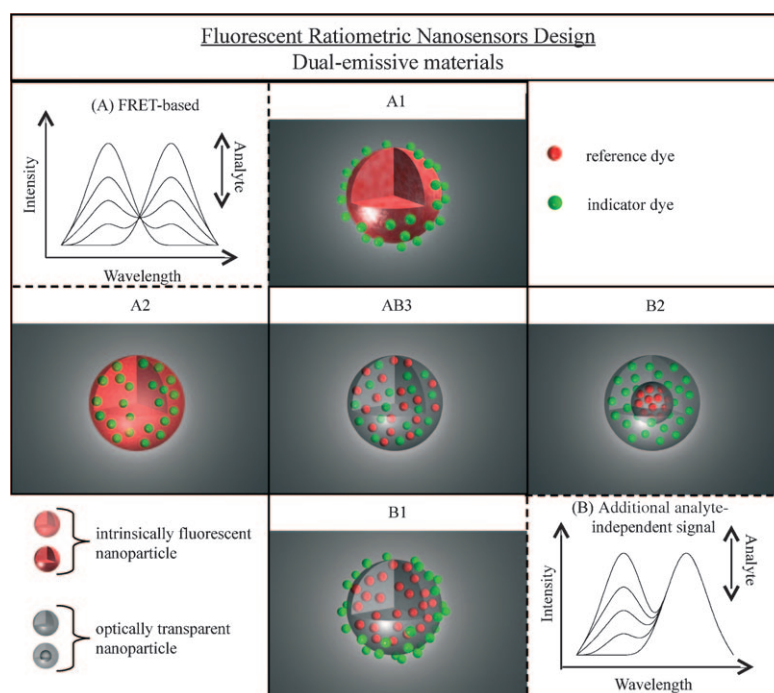 Fluorescent Ratiometric Nanosensors Design
Dual-emissive materials
(A) FRET-based
Intensity
Analyte
Wavelength
A1
reference dye
indicator dye
A2
AB3
B2
intrinsically fluorescent
nanoparticle
optically transparent
nanoparticle
B1
(B) Additional analyte-
independent signal
Intensity
Analyte
Wavelength